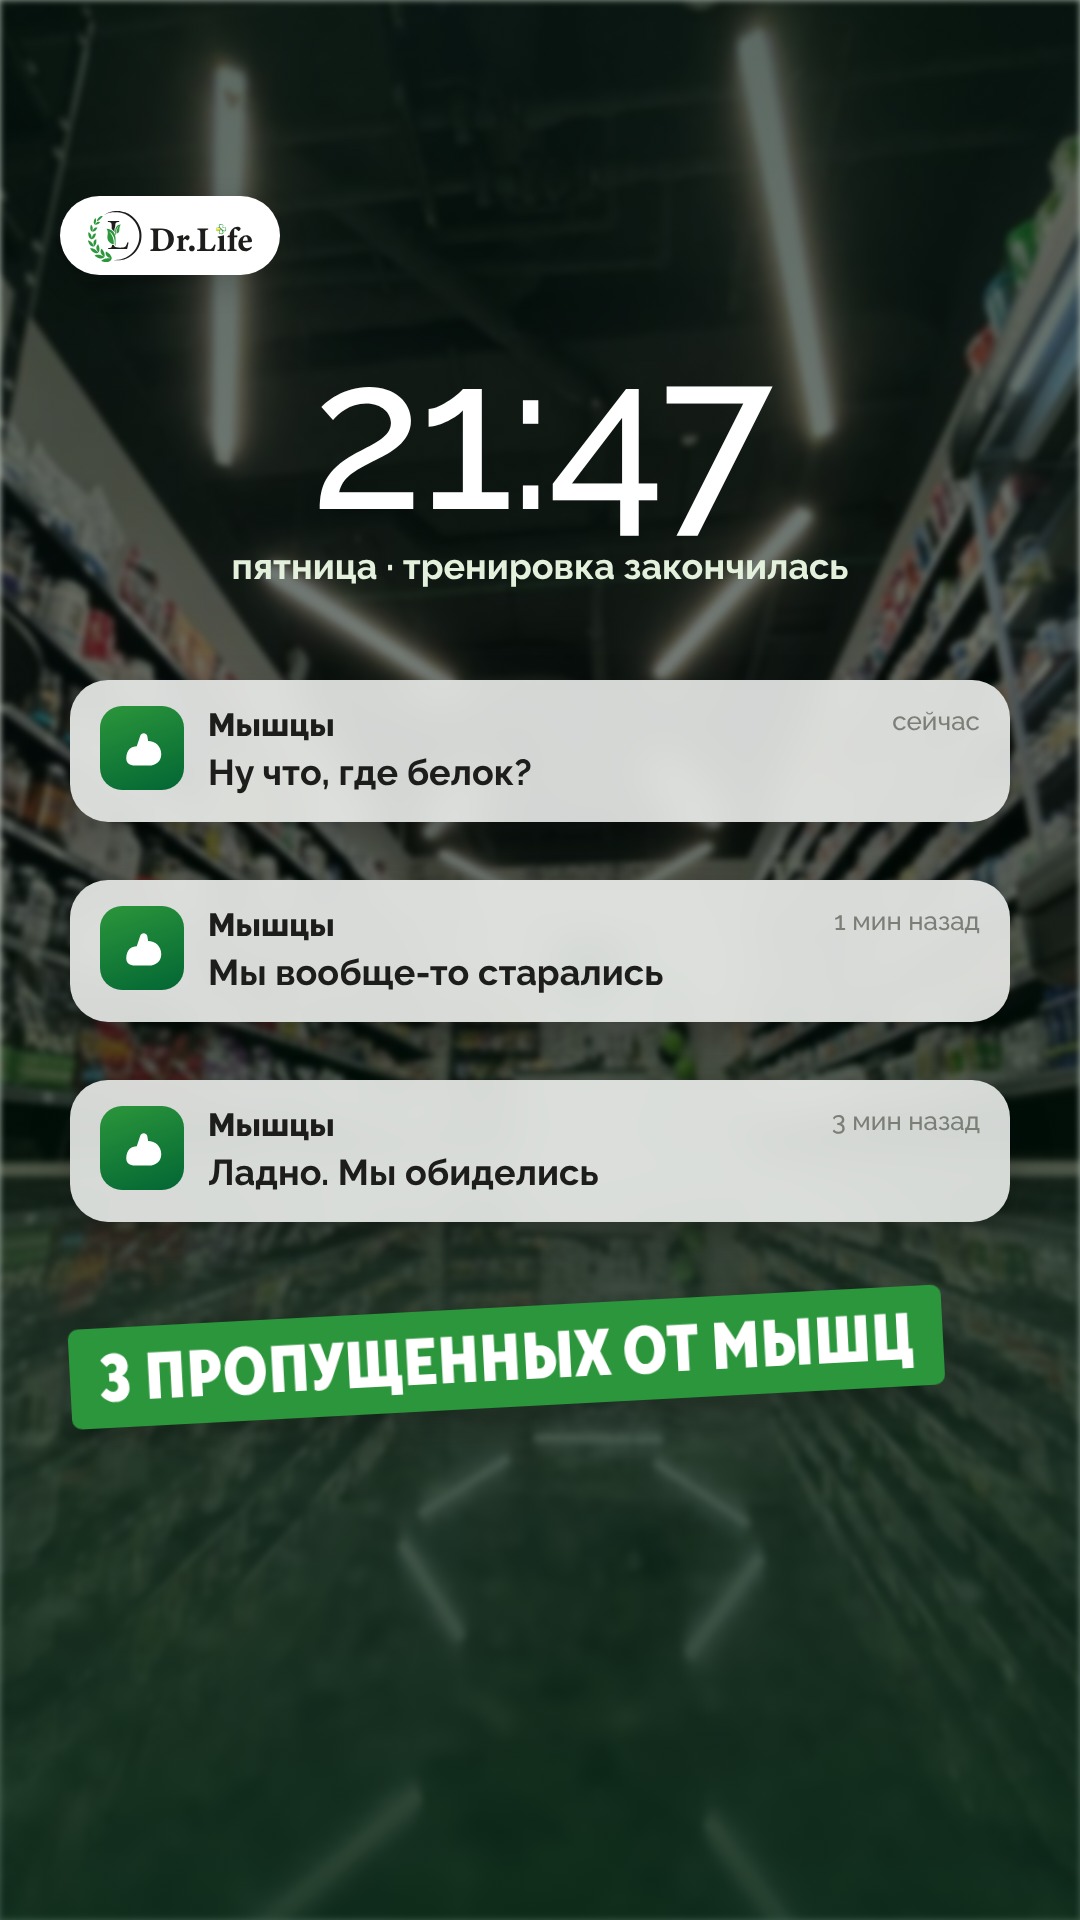 Dr.Life
21:47
пятница · тренировка закончилась
Мышцы
сейчас
Ну что, где белок?
Мышцы
1 мин назад
Мы вообще-то старались
Мышцы
3 мин назад
Ладно. Мы обиделись
3 ПРОПУЩЕННЫХ ОТ МЫШЦ